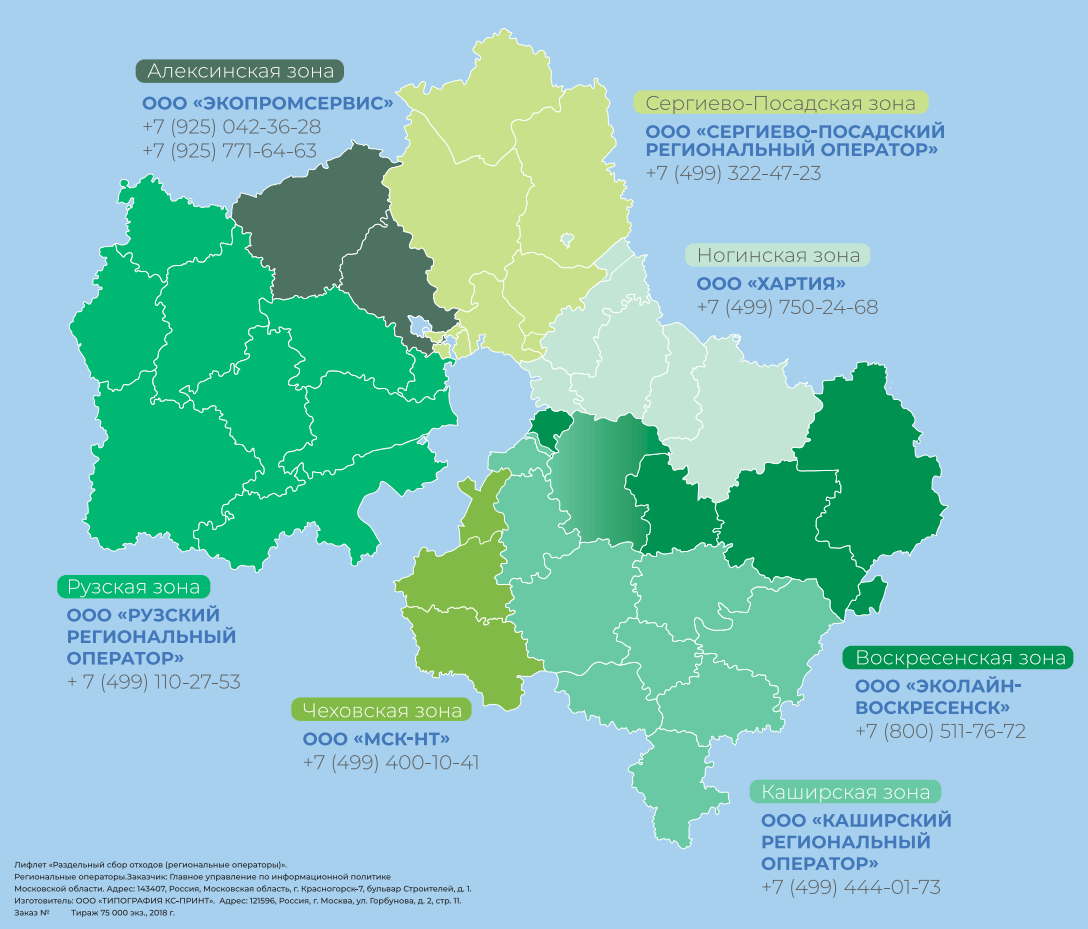 Алексинская зона
ООО «ЭКОПРОМСЕРВИС»
+7 (925) 042-36-28
+7 (925) 771-64-63
Сергиево-Посадская зона
ООО «СЕРГИЕВО-ПОСАДСКИЙ
РЕГИОНАЛЬНЫЙ ОПЕРАТОР»
+7 (499) 322-47-23
Ногинская зона
ООО «ХАРТИЯ»
+7 (499) 750-24-68
Рузская зона
ООО «РУЗСКИЙ
РЕГИОНАЛЬНЫЙ
ОПЕРАТОР»
+ 7 (499) 110-27-53
Воскресенская зона
ООО «ЭКОЛАЙН-
ВОСКРЕСЕНСК»
+7 (800) 511-76-72
Чеховская зона
ООО «МСК-НТ»
+7 (499) 400-10-41
Каширская зона
ООО «КАШИРСКИЙ
РЕГИОНАЛЬНЫЙ
ОПЕРАТОР»
+7 (499) 444-01-73
Лифлет «Раздельный сбор отходов (региональные операторы)».
Региональные операторы.Заказчик: Главное управление по информационной политике
Московской области. Адрес: 143407, Россия, Московская область, г. Красногорск-7, бульвар Строителей, д. 1.
Изготовитель: ООО «ТИПОГРАФИЯ КС-ПРИНТ». Адрес: 121596, Россия, г. Москва, ул. Горбунова, д. 2, стр. 11.
Заказ № Тираж 75 000 экз., 2018 г.